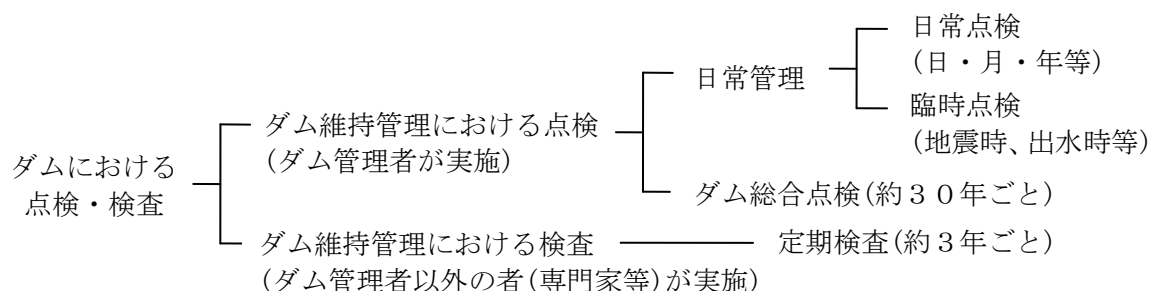 ダムにおける
点検・検査
ダム維持管理における点検
(ダム管理者が実施)
日常管理
日常点検
(日・月・年等)
臨時点検
(地震時、出水時等)
ダム総合点検(約３０年ごと)
ダム維持管理における検査
(ダム管理者以外の者(専門家等)が実施)
定期検査(約３年ごと)